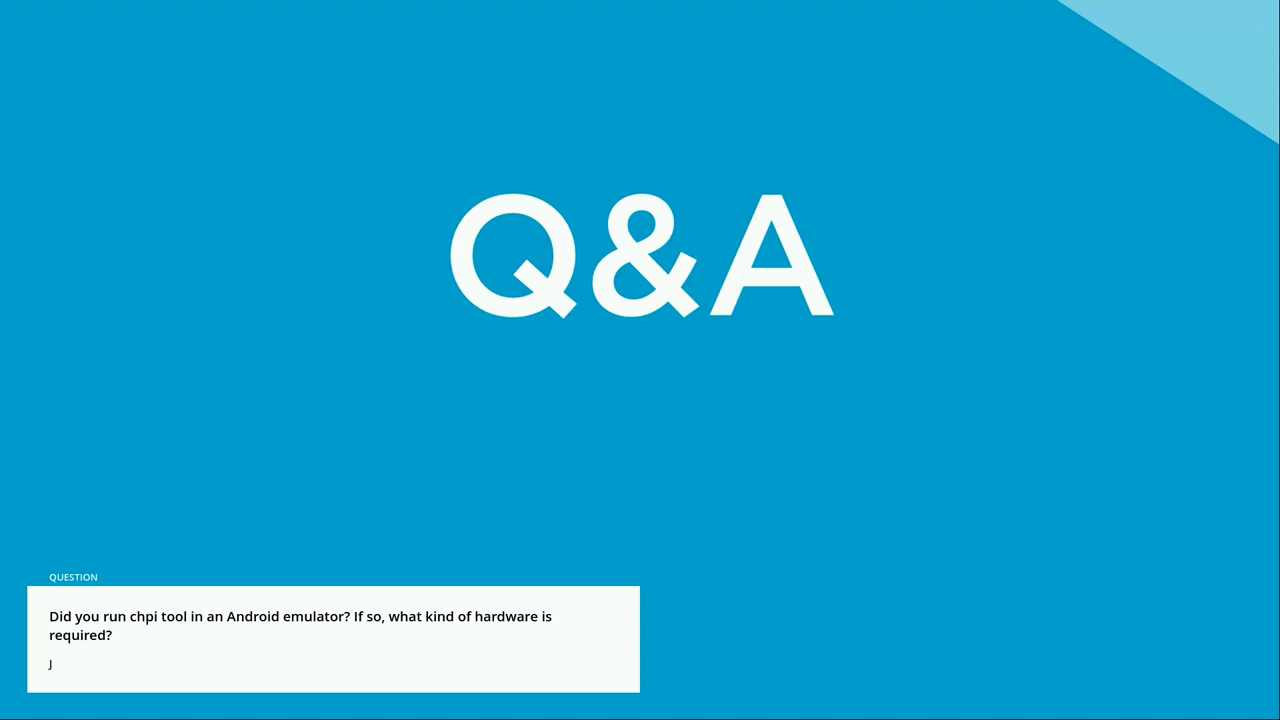 Q&A
QUESTION
Did you run chpi tool in an Android emulator? If so, what kind of hardware is
required?
J